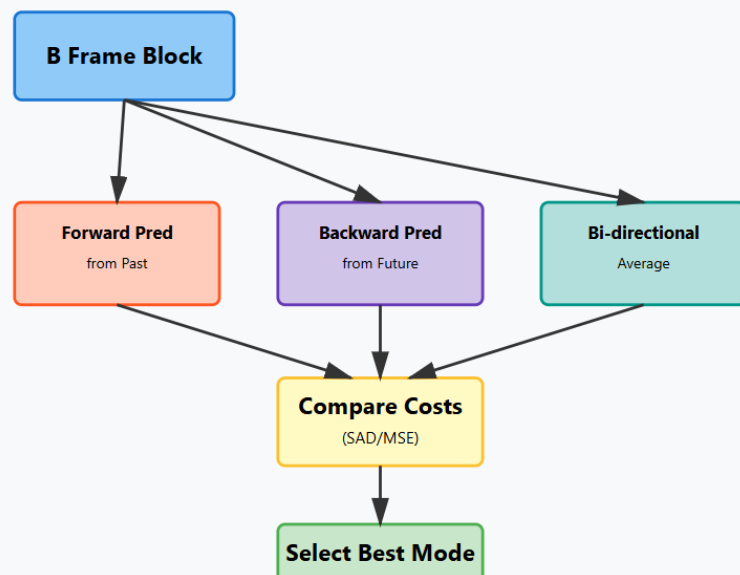 B Frame Block
Forward Pred
from Past
Backward Pred
from Future
Bi-directional
Average
Compare Costs
(SAD/MSE)
Select Best Mode